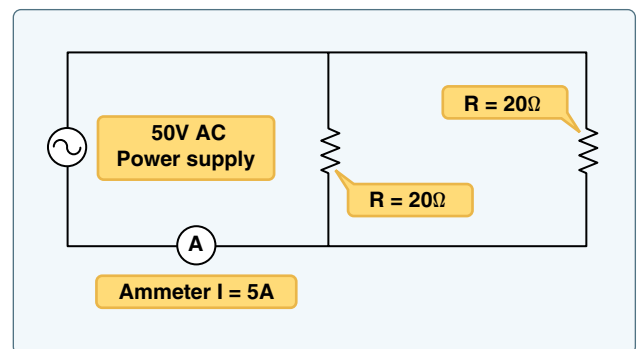 R = 20Ω
50V AC
Power supply
R = 20Ω
A
Ammeter I = 5A